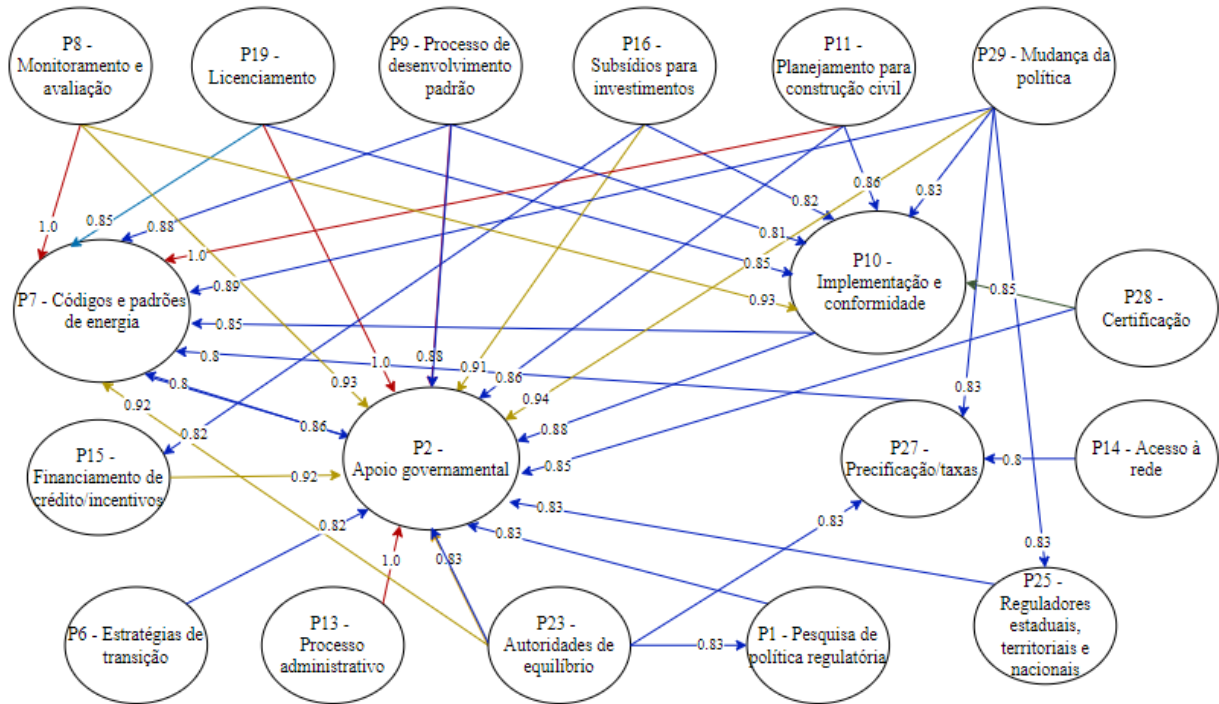 P8 -
Monitoramento e
avaliação
P19 -
Licenciamento
P9 - Processo de
desenvolvimento
padrão
P16 -
Subsídios para
investimentos
P11 -
Planejamento para
construção civil
P29 - Mudança da
política
1.0
0.85
0.88
1.0
0.89
0.93
0.85
0.8
0.8
0.86
0.92
0.82
1.0
0.88
0.91
0.86
0.94
0.82
0.86
0.83
0.81
0.85
0.93
0.88
0.85
P7 - Códigos e padrões
de energia
P10 -
Implementação e
conformidade
0.85
P28 -
Certificação
P15 -
Financiamento de
crédito/incentivos
0.92
P2 -
Apoio governamental
P27 -
Precificação/taxas
0.83
0.8
P14 - Acesso à
rede
0.82
1.0
0.83
0.83
0.83
0.83
0.83
P6 - Estratégias de
transição
P13 -
Processo
administrativo
P23 -
Autoridades de
equilíbrio
0.83
P1 - Pesquisa de
política regulatória
P25 -
Reguladores
estaduais,
territoriais e
nacionais